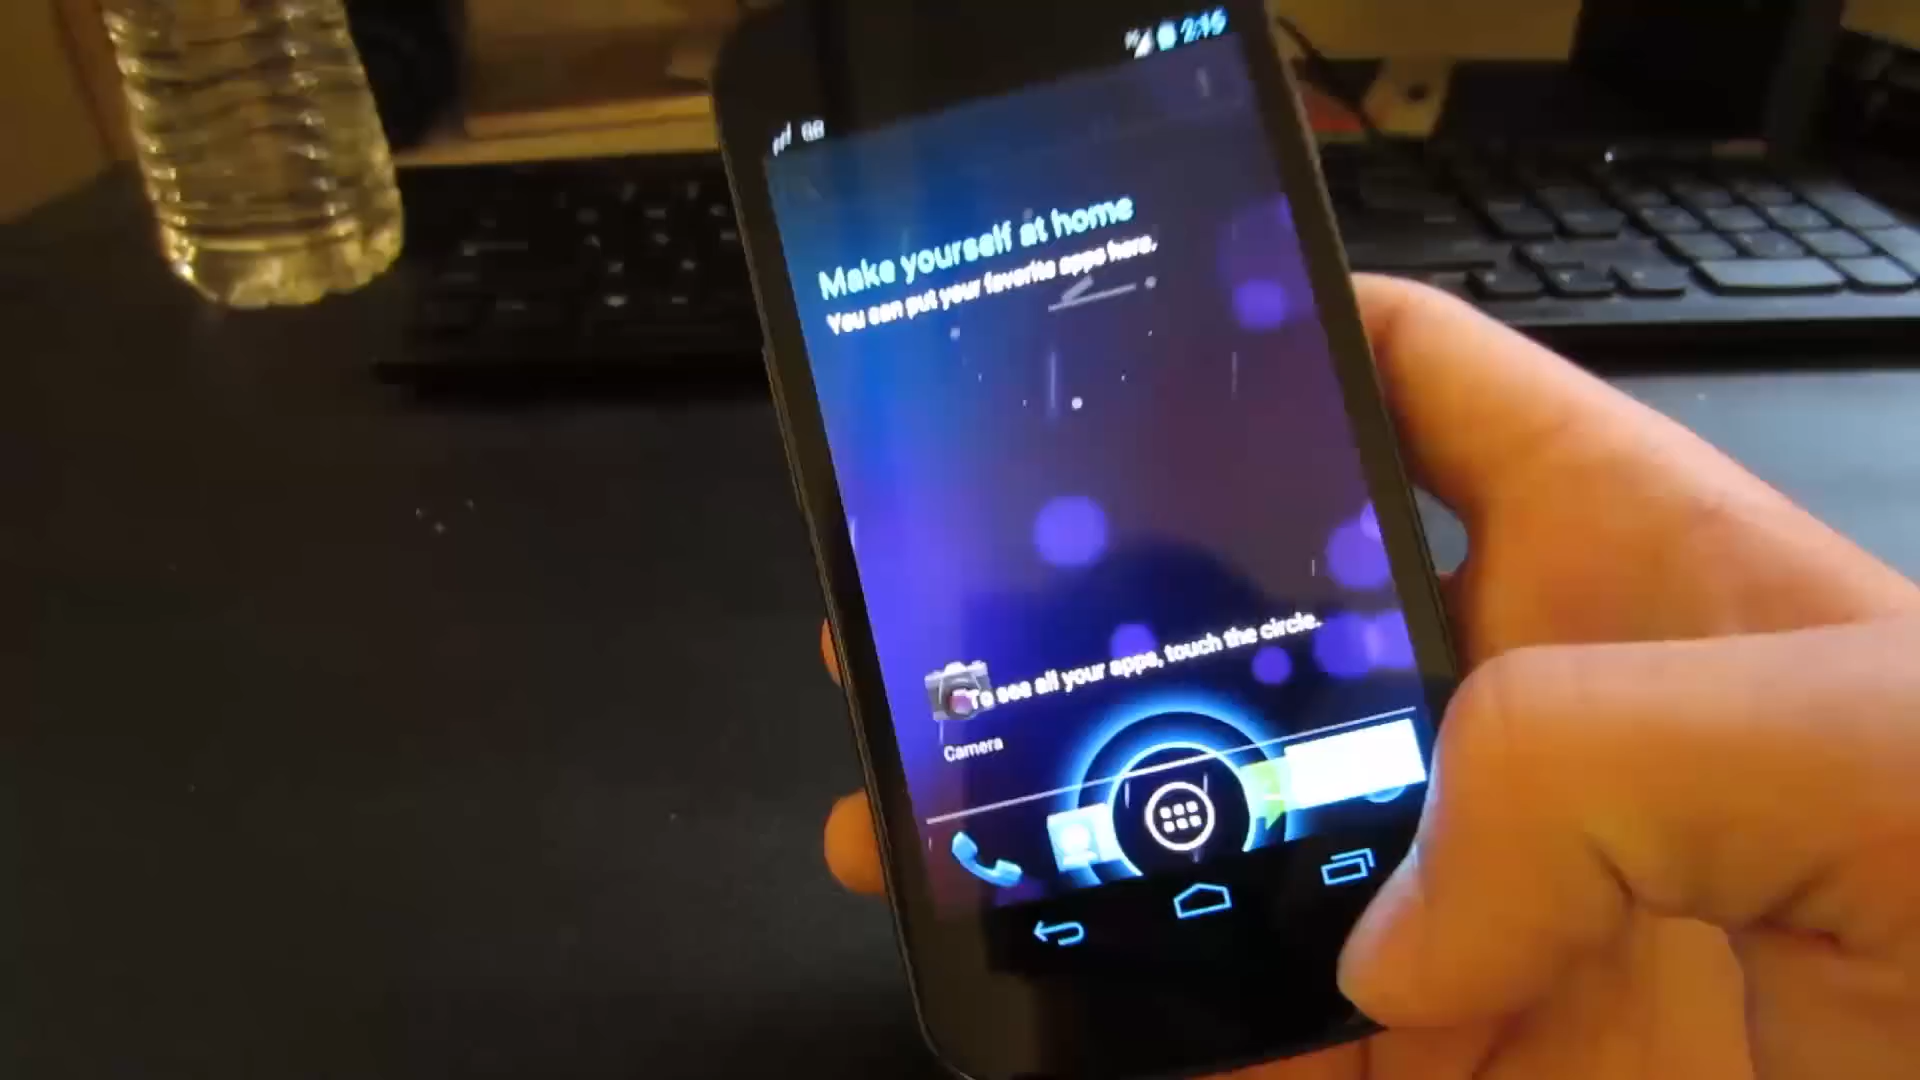 2:15
Make yourself at home
You can put your favorite apps here.
To see all your apps, touch the circle.
Camera